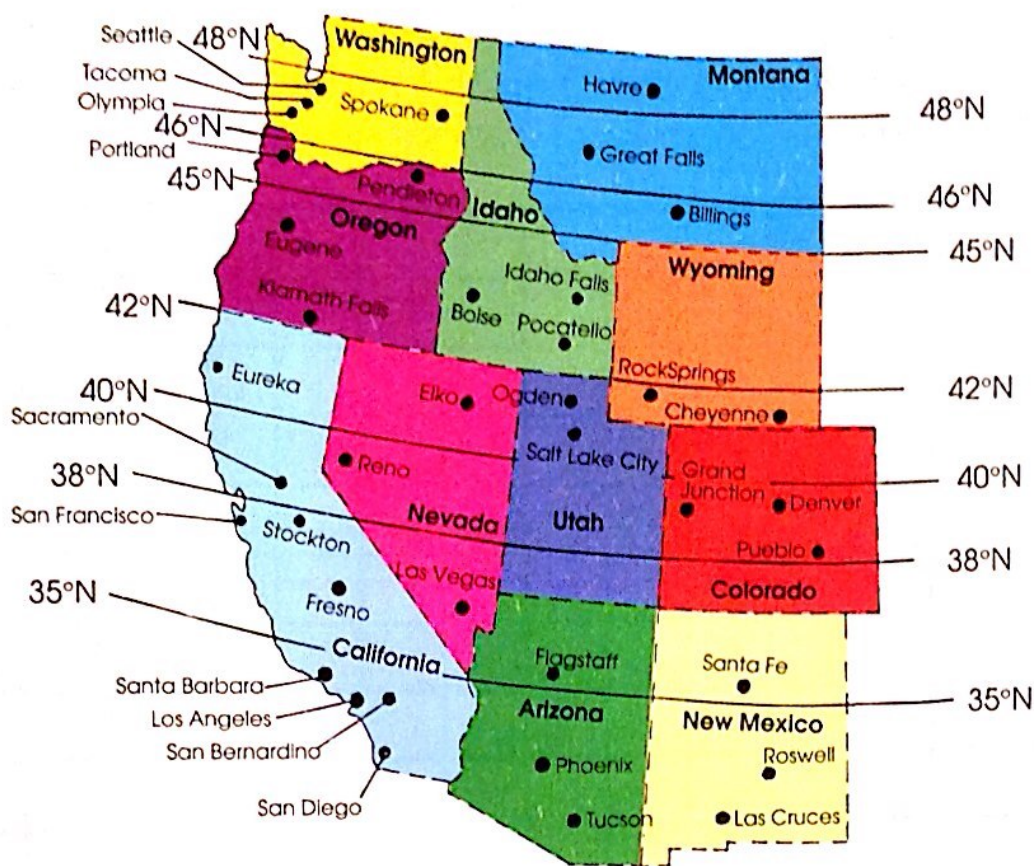 Seattle
48°N
Washington
Montana
Tacoma
Havre
Olympia
Spokane
48°N
46°N
Portland
Great Falls
45°N
Pendleton
Idaho
46°N
Billings
Oregon
Eugene
45°N
Wyoming
Idaho Falls
Klamath Falls
42°N
Boise
Pocatello
Eureka
RockSprings
42°N
40°N
Elko
Ogden
Cheyenne
Sacramento
Reno
Salt Lake City
Grand
Junction
40°N
38°N
Denver
San Francisco
Stockton
Nevada
Utah
Pueblo
38°N
Las Vegas
35°N
Fresno
Colorado
California
Flagstaff
Santa Fe
Santa Barbara
35°N
Los Angeles
Arizona
New Mexico
San Bernardino
Phoenix
Roswell
San Diego
Tucson
Las Cruces